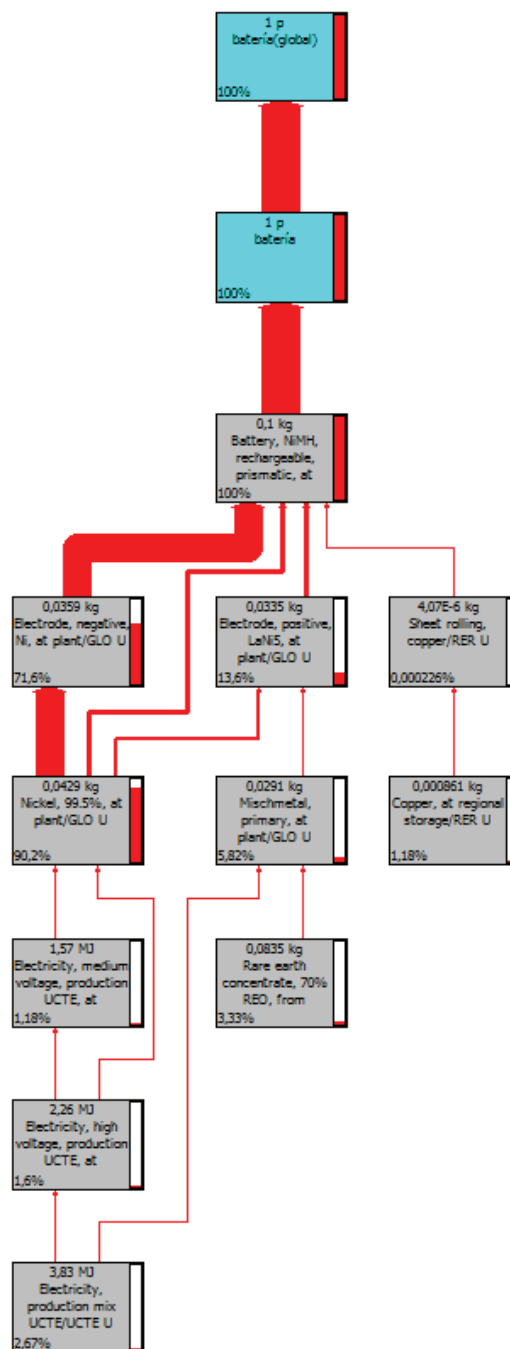 1 p
batería(global)
100%
1 p
batería
100%
0,1 kg
Battery, NiMH,
rechargeable,
prismatic, at
100%
0,0359 kg
Electrode, negative,
Ni, at plant/GLO U
71,6%
0,0335 kg
Electrode, positive,
LaNi5, at
plant/GLO U
13,6%
4,07E-6 kg
Sheet rolling,
copper/RER U
0,000226%
0,0429 kg
Nickel, 99.5%, at
plant/GLO U
90,2%
0,0291 kg
Mischmetal,
primary, at
plant/GLO U
5,82%
0,000861 kg
Copper, at regional
storage/RER U
1,18%
1,57 MJ
Electricity, medium
voltage, production
UCTE, at
1,18%
0,0835 kg
Rare earth
concentrate, 70%
REO, from
3,33%
2,26 MJ
Electricity, high
voltage, production
UCTE, at
1,6%
3,83 MJ
Electricity,
production mix
UCTE/UCTE U
2,67%